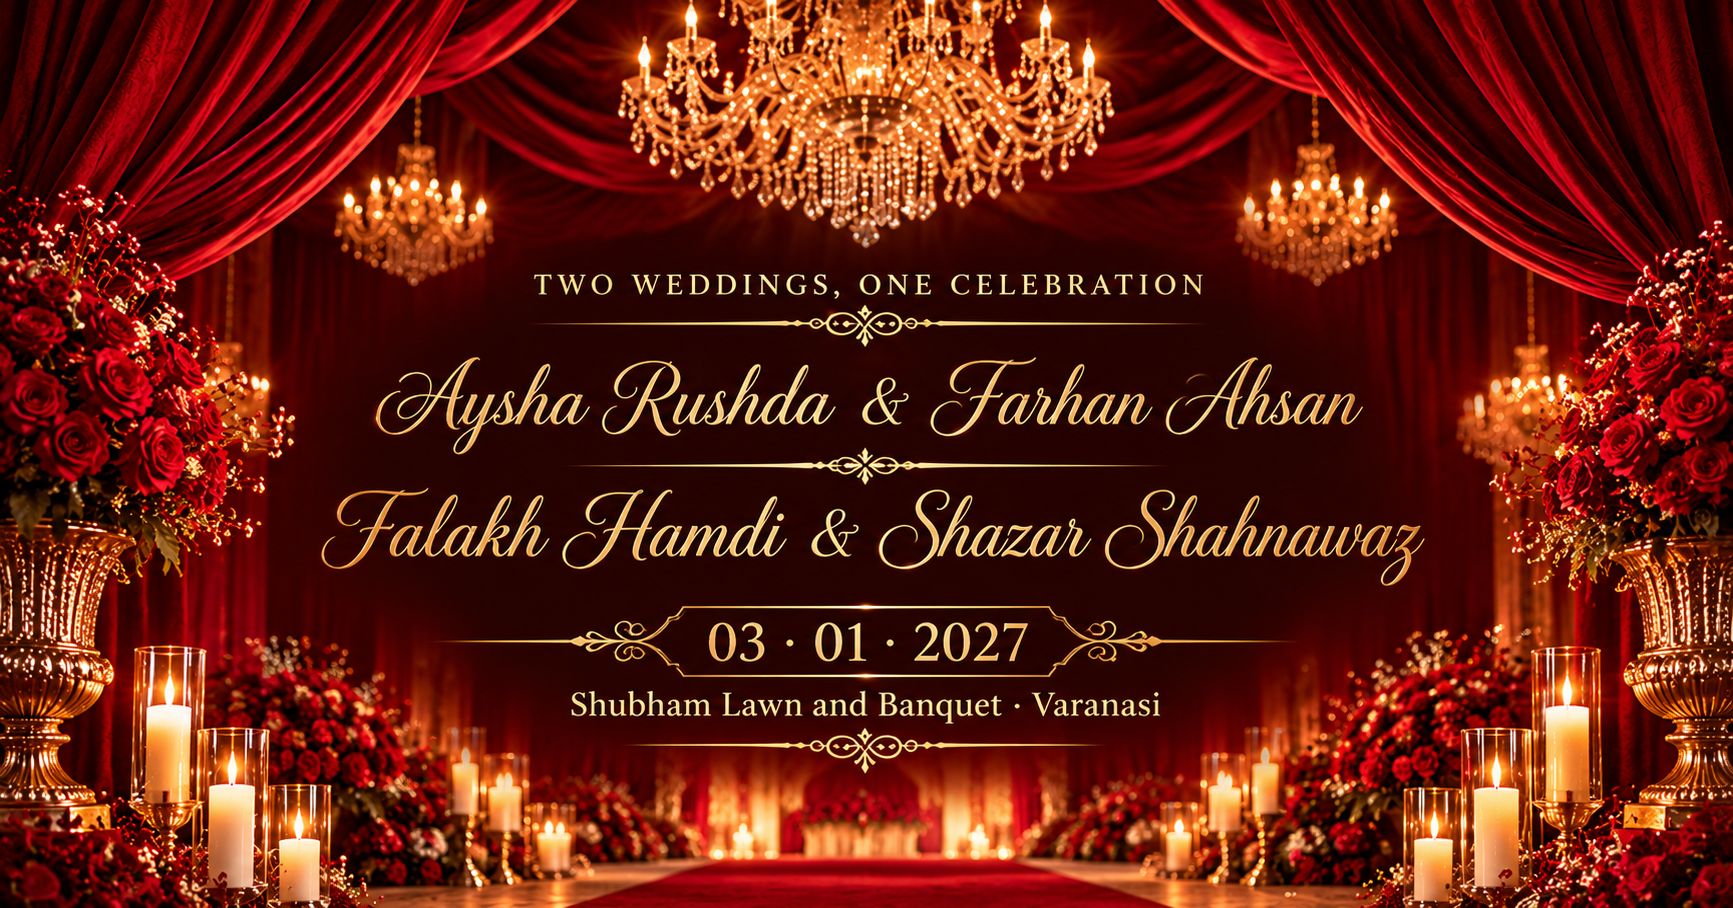 TWO WEDDINGS, ONE CELEBRATION
Aysha Rushda & Farhan Ahsan
Falakh Hamdi & Shazar Shahnawaz
03 · 01 · 2027
Shubham Lawn and Banquet · Varanasi